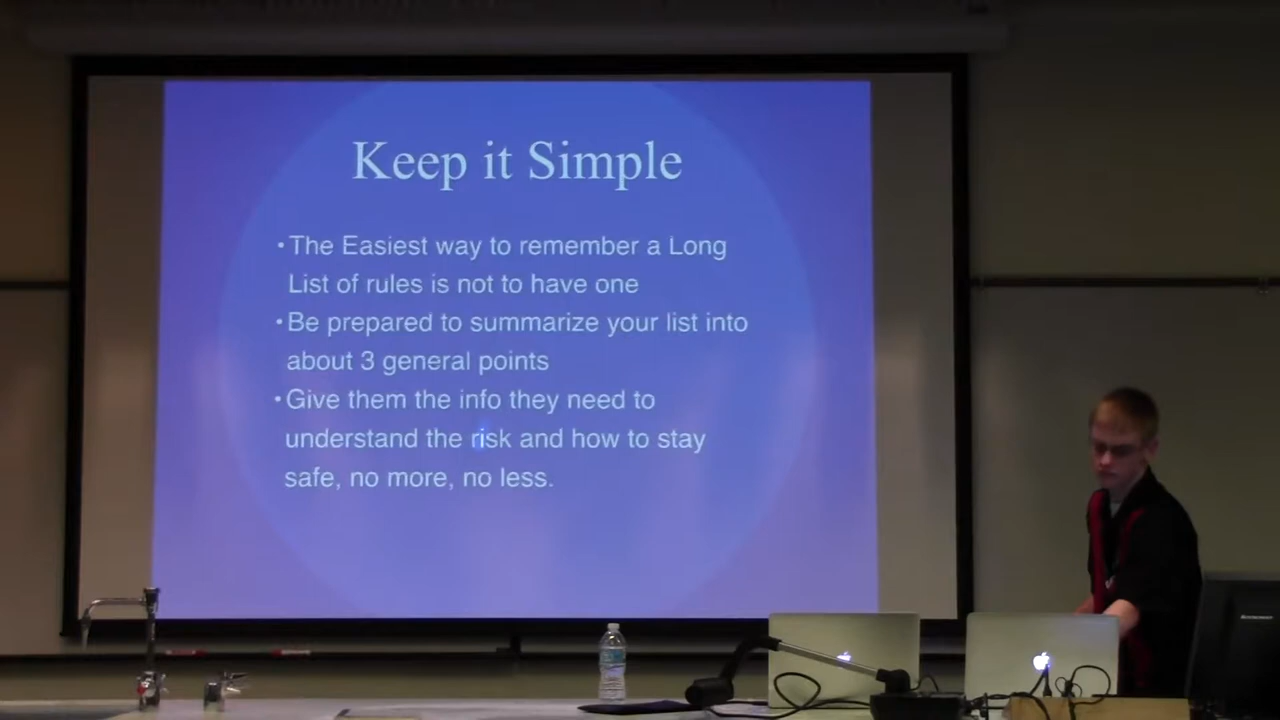 Keep it Simple
•The Easiest way to remember a Long
List of rules is not to have one
•Be prepared to summarize your list into
about 3 general points
•Give them the info they need to
understand the risk and how to stay
safe, no more, no less.